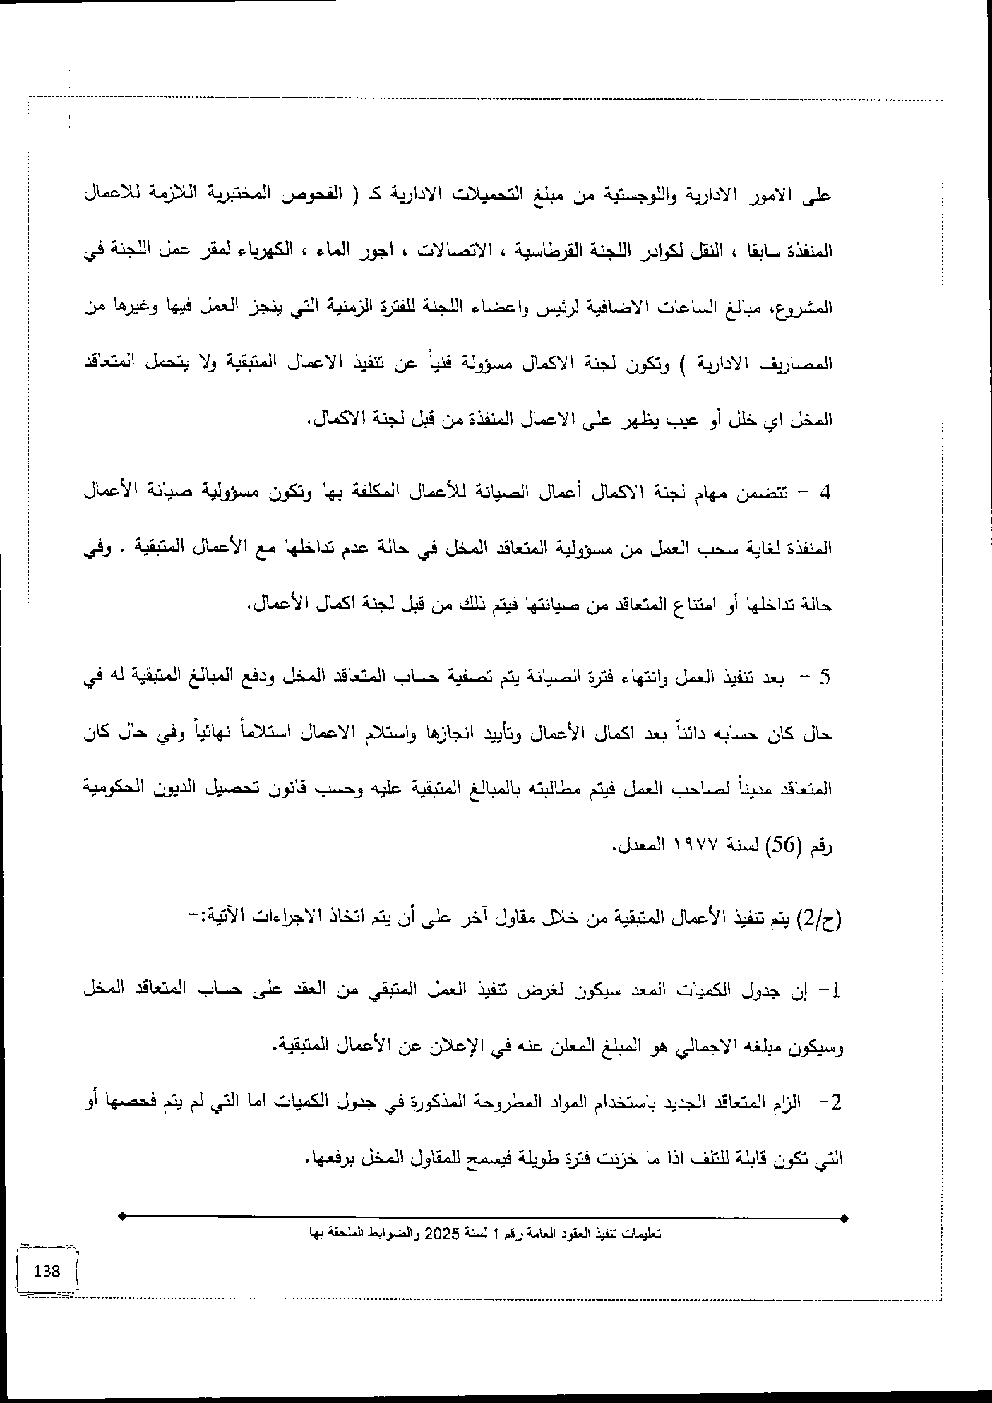 على الامور الادارية واللوجستية من مبلغ التحميلات الادارية كـ ( الفحوص المختبرية اللازمة للاعمال
المنفذة سابقا ، النقل لكوادر اللجنة القرطاسية ، الاتصالات ، اجور الماء ، الكهرباء لمقر عمل اللجنة في
المشروع، مبالغ الساعات الاضافية لرئيس واعضاء اللجنة للفترة الزمنية التي ينجز العمل فيها وغيرها من
المصاريف الادارية ) وتكون لجنة الاكمال مسؤولة فنياً عن تنفيذ الاعمال المتبقية ولا يتحمل المتعاقد
المخل اي خلل أو عيب يظهر على الاعمال المنفذة من قبل لجنة الاكمال.
4 - تتضمن مهام لجنة الاكمال أعمال الصيانة للأعمال المكلفة بها وتكون مسؤولية صيانة الأعمال
المنفذة لغاية سحب العمل من مسؤولية المتعاقد المخل في حالة عدم تداخلها مع الأعمال المتبقية . وفي
حالة تداخلها أو امتناع المتعاقد من صيانتها فيتم ذلك من قبل لجنة اكمال الأعمال.
5 - بعد تنفيذ العمل وانتهاء فترة الصيانة يتم تصفية حساب المتعاقد المخل ودفع المبالغ المتبقية له في
حال كان حسابه دائناً بعد اكمال الأعمال وتأييد انجازها واستلام الاعمال استلاماً نهائياً وفي حال كان
المتعاقد مديناً لصاحب العمل فيتم مطالبته بالمبالغ المتبقية عليه وحسب قانون تحصيل الديون الحكومية
رقم (56) لسنة ١٩٧٧ المعدل.
(ح/2) يتم تنفيذ الأعمال المتبقية من خلال مقاول آخر على أن يتم اتخاذ الاجراءات الآتية:-
1- إن جدول الكميات المعد سيكون لغرض تنفيذ العمل المتبقي من العقد على حساب المتعاقد المخل
وسيكون مبلغه الاجمالي هو المبلغ المعلن عنه في الإعلان عن الأعمال المتبقية.
2- الزام المتعاقد الجديد باستخدام المواد المطروحة المذكورة في جدول الكميات اما التي لم يتم فحصها أو
التي تكون قابلة للتلف اذا ما خزنت فترة طويلة فيسمح للمقاول المخل برفعها.
تعليمات تنفيذ العقود العامة رقم 1 لسنة 2025 والضوابط الملحقة بها
138